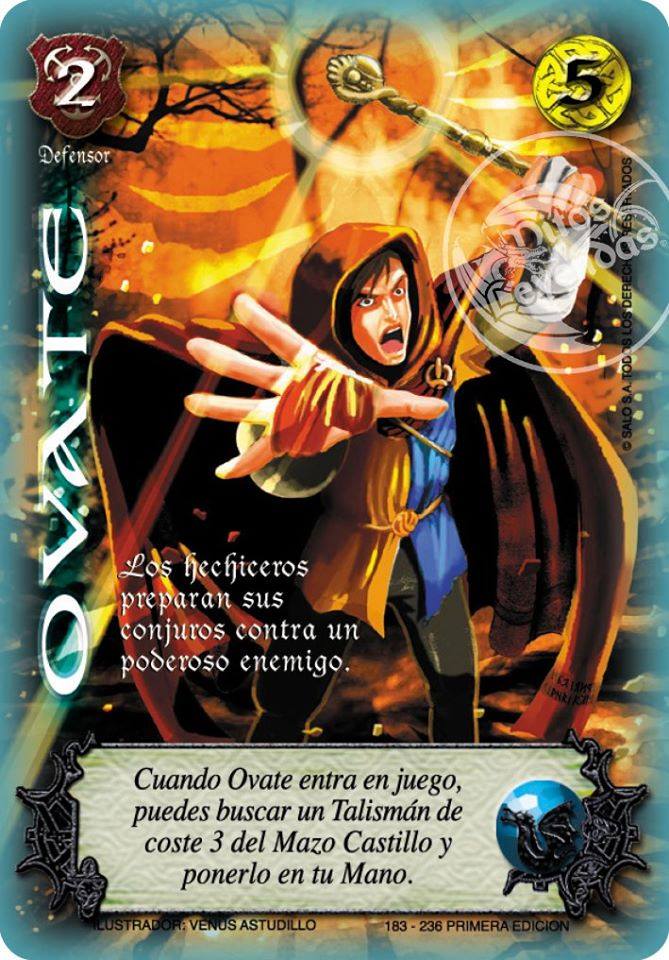 2
Defensor
5
OVATE
Mitos y
Leyendas
© SALO S.A. TODOS LOS DERECHOS RESERVADOS
Los hechiceros
preparan sus
conjuros contra un
poderoso enemigo.
Cuando Ovate entra en juego,
puedes buscar un Talismán de
coste 3 del Mazo Castillo y
ponerlo en tu Mano.
ILUSTRADOR: VENUS ASTUDILLO
183 - 236 PRIMERA EDICION